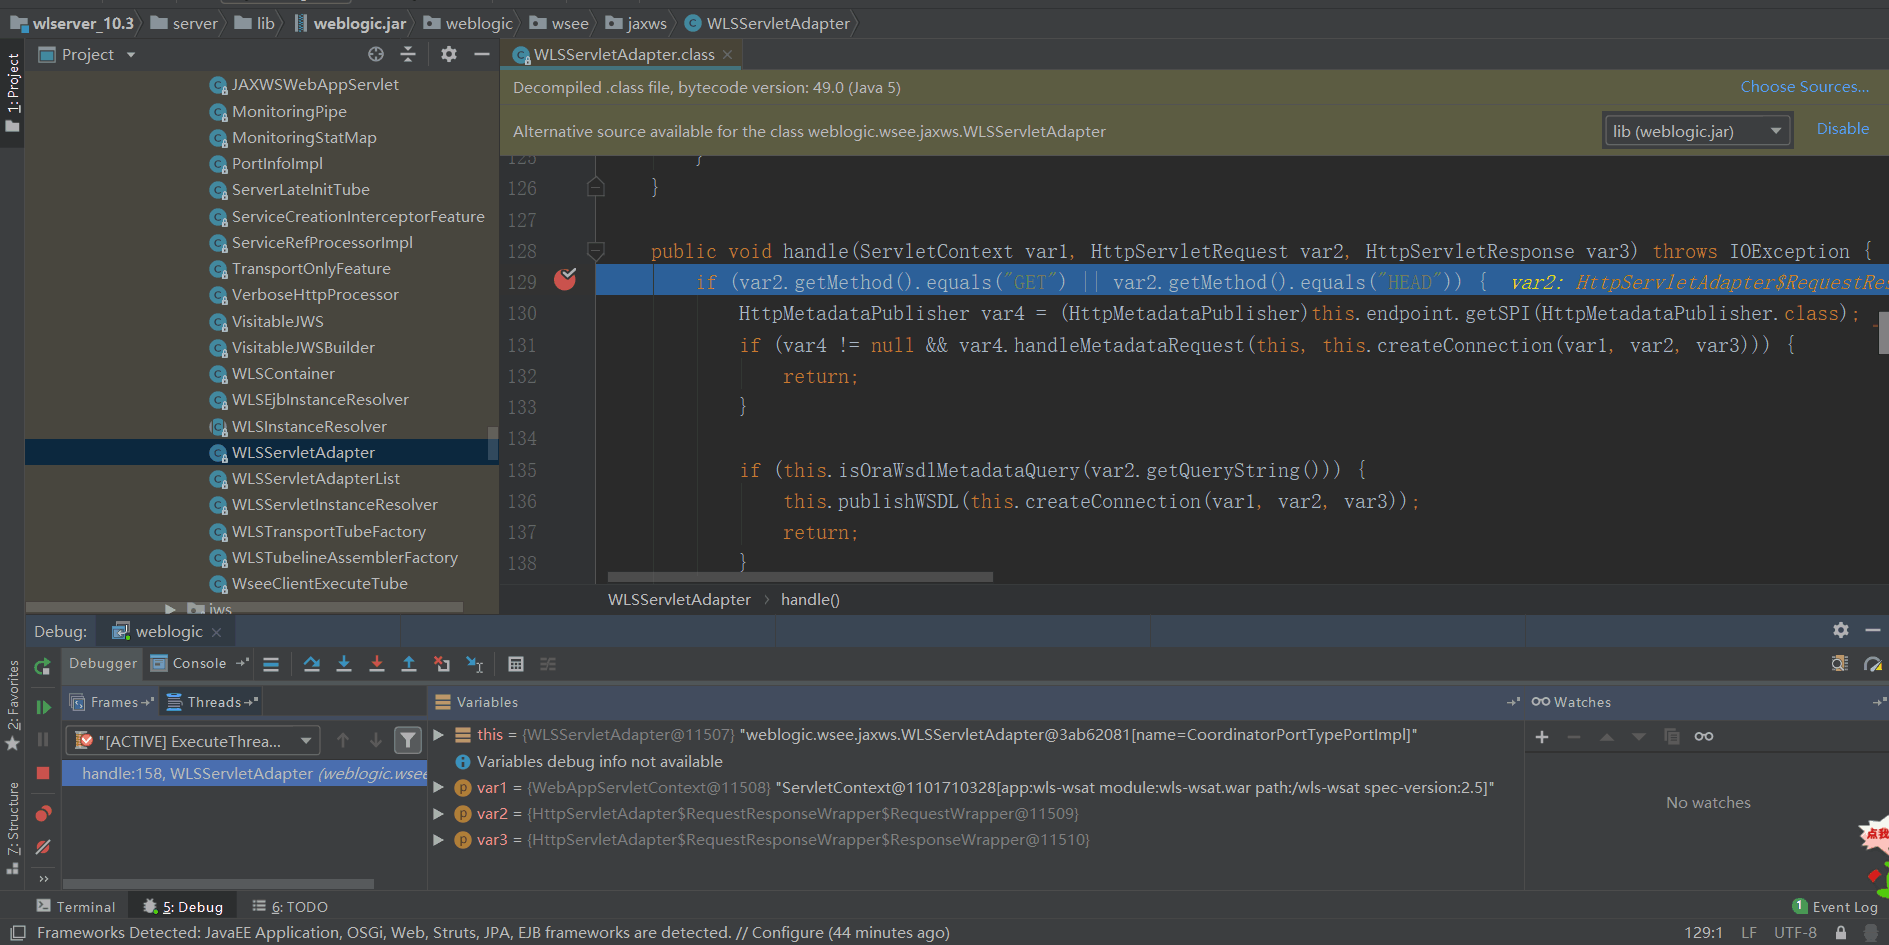 wlserver_10.3 server lib weblogic.jar weblogic wsee jaxws WLSServletAdapter
1: Project
Project
JAXWSWebAppServlet
MonitoringPipe
MonitoringStatMap
PortInfoImpl
ServerLateInitTube
ServiceCreationInterceptorFeature
ServiceRefProcessorImpl
TransportOnlyFeature
VerboseHttpProcessor
VisitableJWS
VisitableJWSBuilder
WLSContainer
WLSEjbInstanceResolver
WLSInstanceResolver
WLSServletAdapter
WLSServletAdapterList
WLSServletInstanceResolver
WLSTransportTubeFactory
WLSTubelineAssemblerFactory
WseeClientExecuteTube
jws
WLSServletAdapter.class
Decompiled .class file, bytecode version: 49.0 (Java 5)
Choose Sources...
Alternative source available for the class weblogic.wsee.jaxws.WLSServletAdapter
lib (weblogic.jar)
Disable
125 }
126 }
127
128 public void handle(ServletContext var1, HttpServletRequest var2, HttpServletResponse var3) throws IOException {
129 if (var2.getMethod().equals("GET") || var2.getMethod().equals("HEAD")) { var2: HttpServletAdapter$RequestRes
130 HttpMetadataPublisher var4 = (HttpMetadataPublisher)this.endpoint.getSPI(HttpMetadataPublisher.class);
131 if (var4 != null && var4.handleMetadataRequest(this, this.createConnection(var1, var2, var3))) {
132 return;
133 }
134
135 if (this.isOraWsdlMetadataQuery(var2.getQueryString())) {
136 this.publishWSDL(this.createConnection(var1, var2, var3));
137 return;
138 }
WLSServletAdapter › handle()
Debug: weblogic
Debugger Console
Frames Threads
"[ACTIVE] ExecuteThrea...
handle:158, WLSServletAdapter (weblogic.wsee
Variables
this = {WLSServletAdapter@11507} "weblogic.wsee.jaxws.WLSServletAdapter@3ab62081[name=CoordinatorPortTypePortImpl]"
Variables debug info not available
var1 = {WebAppServletContext@11508} "ServletContext@1101710328[app:wls-wsat module:wls-wsat.war path:/wls-wsat spec-version:2.5]"
var2 = {HttpServletAdapter$RequestResponseWrapper$RequestWrapper@11509}
var3 = {HttpServletAdapter$RequestResponseWrapper$ResponseWrapper@11510}
Watches
No watches
点我
2: Favorites
Z: Structure
Terminal 5: Debug 6: TODO
1 Event Log
Frameworks Detected: JavaEE Application, OSGi, Web, Struts, JPA, EJB frameworks are detected. // Configure (44 minutes ago)
129:1 LF UTF-8